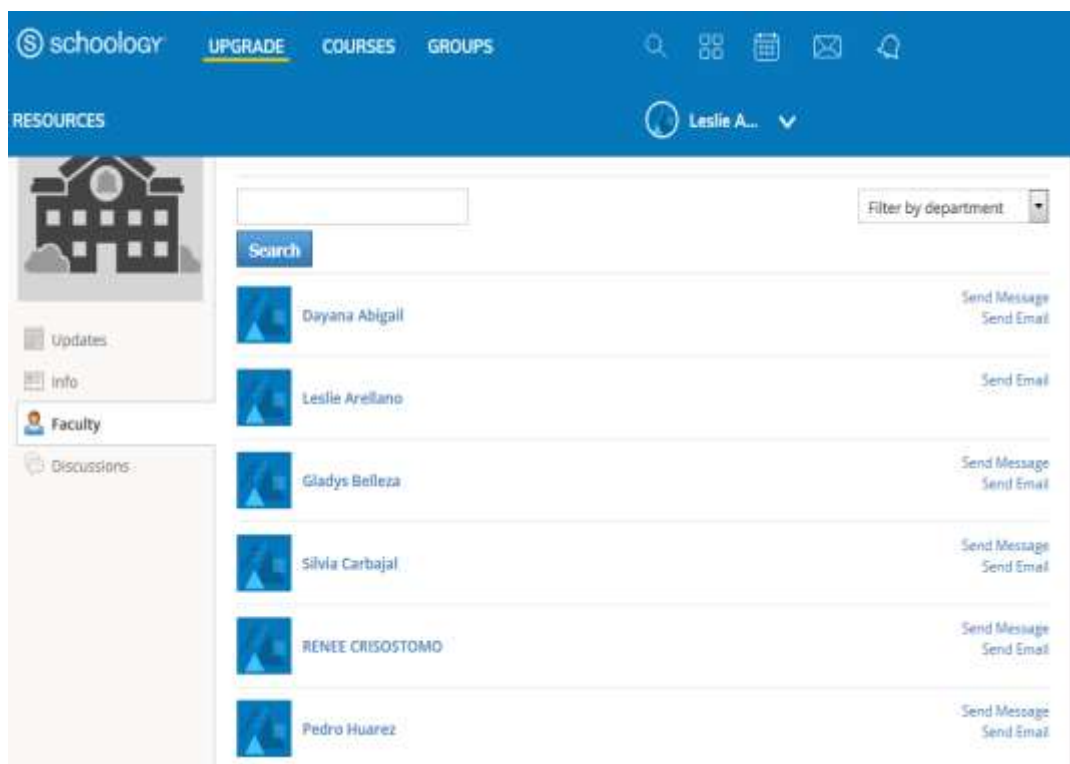 schoology UPGRADE COURSES GROUPS
RESOURCES Leslie A...
Filter by department
Search
Dayana Abigail Send Message
Send Email
Updates
Info
Leslie Arellano Send Email
Faculty
Discussions
Gladys Belleza Send Message
Send Email
Silvia Carbajal Send Message
Send Email
RENEE CRISOSTOMO Send Message
Send Email
Pedro Huarez Send Message
Send Email